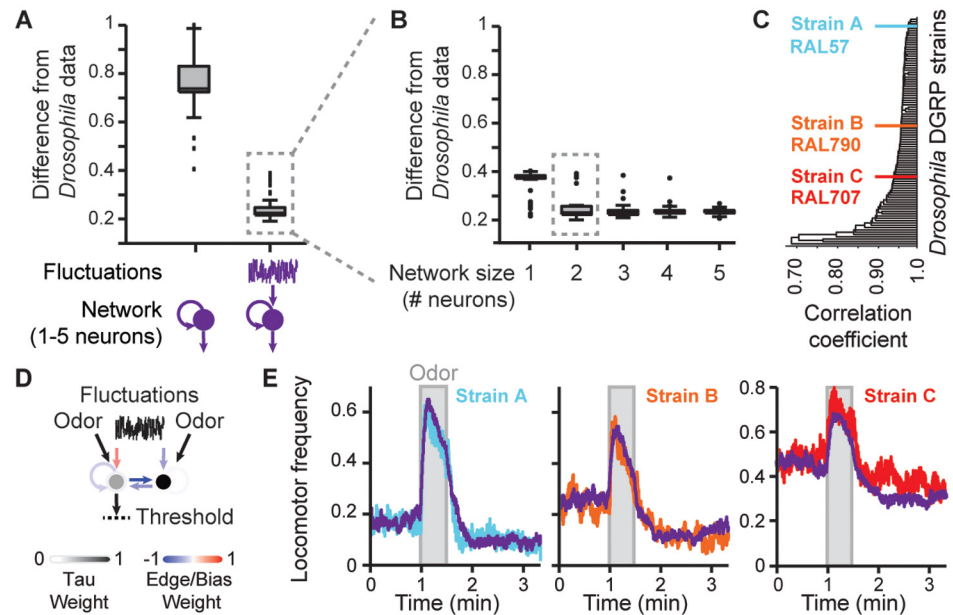 A
Difference from
Drosophila data
1
0.8
0.6
0.4
0.2
Fluctuations
Network
(1-5 neurons)
B
Difference from
Drosophila data
1
0.8
0.6
0.4
0.2
Network size
(# neurons)
1 2 3 4 5
C
Strain A
RAL57
Strain B
RAL790
Strain C
RAL707
Drosophila DGRP strains
0.70
0.80
0.90
1.0
Correlation
coefficient
D
Fluctuations
Odor Odor
Threshold
0 1
Tau
Weight
-1 1
Edge/Bias
Weight
E
Locomotor frequency
Odor
Strain A
0.6
0.4
0.2
0
0 1 2 3
Time (min)
Strain B
0.6
0.4
0.2
0
0 1 2 3
Time (min)
Strain C
0.8
0.6
0.4
0.2
0
0 1 2 3
Time (min)